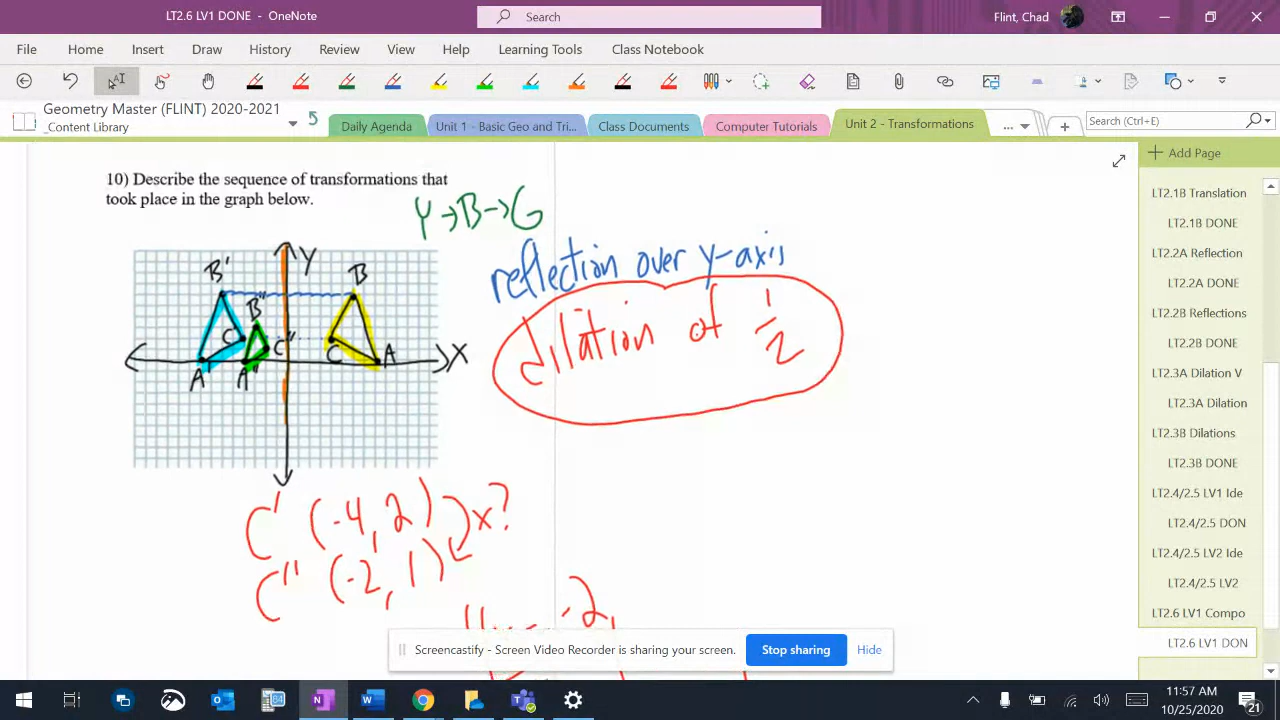 LT2.6 LV1 DONE - OneNote
Search
Flint, Chad
File Home Insert Draw History Review View Help Learning Tools Class Notebook
Geometry Master (FLINT) 2020-2021
_Content Library
Daily Agenda
Unit 1 - Basic Geo and Tri...
Class Documents
Computer Tutorials
Unit 2 - Transformations
...
Search (Ctrl+E)
Add Page
LT2.1B Translation
LT2.1B DONE
LT2.2A Reflection
LT2.2A DONE
LT2.2B Reflections
LT2.2B DONE
LT2.3A Dilation V
LT2.3A Dilation
LT2.3B Dilations
LT2.3B DONE
LT2.4/2.5 LV1 Ide
LT2.4/2.5 DON
LT2.4/2.5 LV2 Ide
LT2.4/2.5 LV2
LT2.6 LV1 Compo
LT2.6 LV1 DON
10) Describe the sequence of transformations that
took place in the graph below.
Y→B→G
reflection over y-axis
dilation of 1/2
Y
B'
B
B"
C'
C"
C
A
X
A'
A"
C' (-4, 2)
x?
C" (-2, 1)
-2
Screencastify - Screen Video Recorder is sharing your screen.
Stop sharing
Hide
11:57 AM
10/25/2020
21